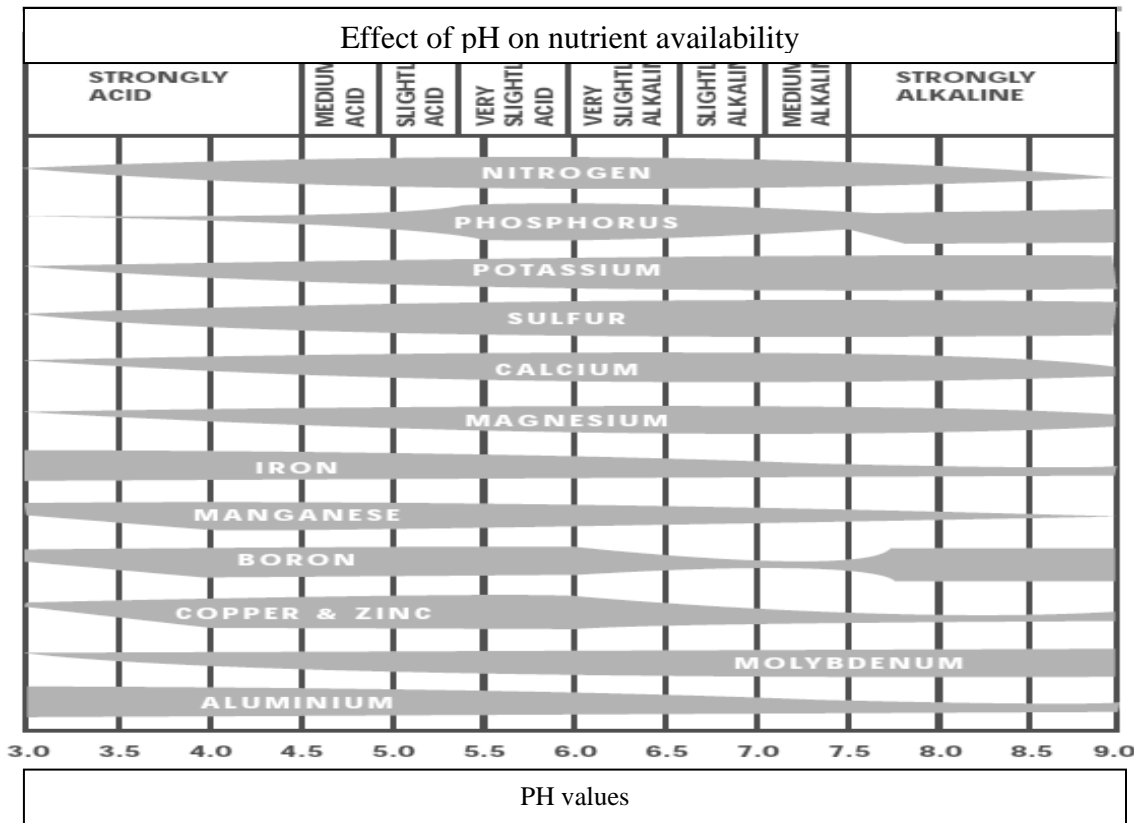 Effect of pH on nutrient availability
STRONGLY
ACID
MEDIUM
ACID
SLIGHTL
ACID
VERY
SLIGHTL
ACID
VERY
SLIGHTL
ALKALIN
SLIGHTL
ALKALIN
MEDIUM
ALKALIN
STRONGLY
ALKALINE
NITROGEN
PHOSPHORUS
POTASSIUM
SULFUR
CALCIUM
MAGNESIUM
IRON
MANGANESE
BORON
COPPER & ZINC
MOLYBDENUM
ALUMINIUM
3.0 3.5 4.0 4.5 5.0 5.5 6.0 6.5 7.0 7.5 8.0 8.5 9.0
PH values